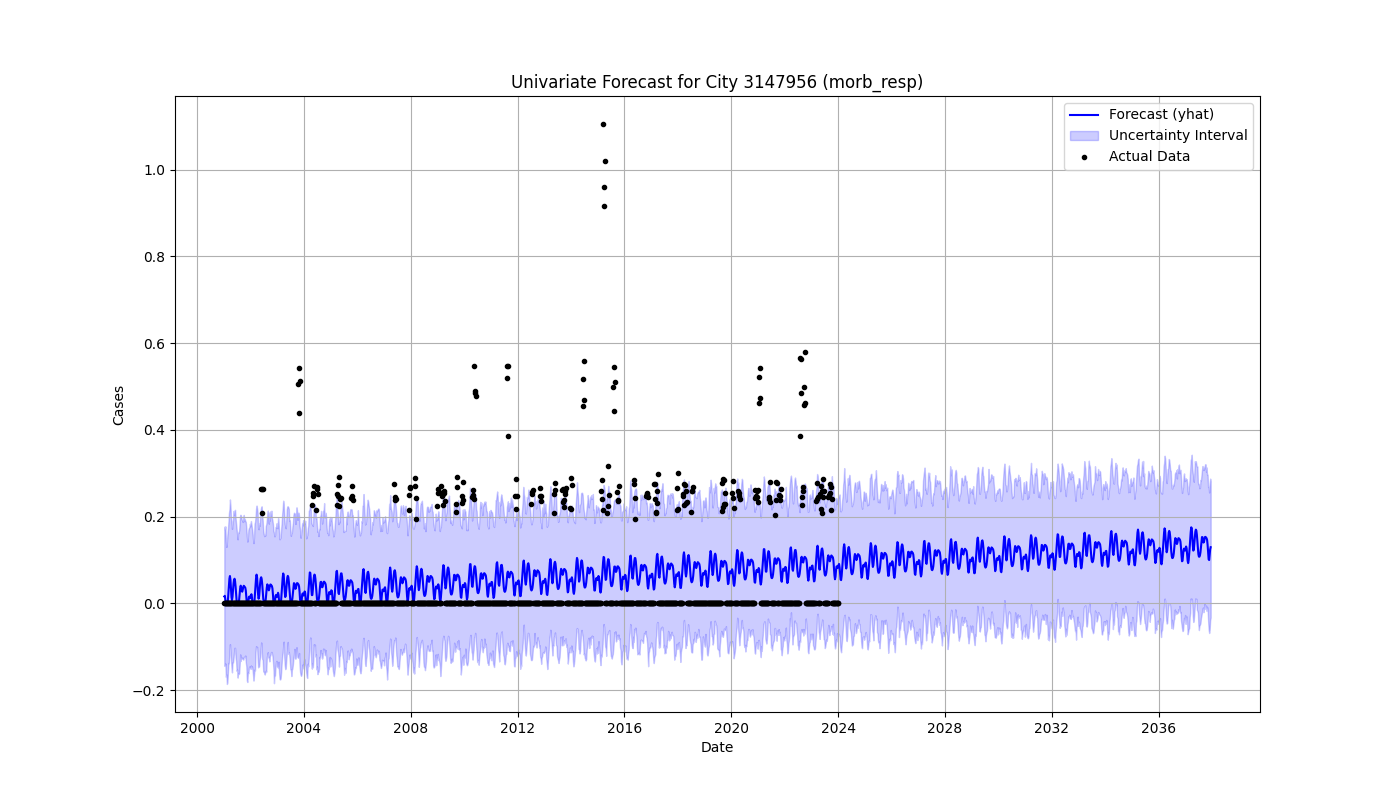 Univariate Forecast for City 3147956 (morb_resp)
Forecast (yhat)
Uncertainty Interval
Actual Data
Cases
1.0
0.8
0.6
0.4
0.2
0.0
−0.2
2000 2004 2008 2012 2016 2020 2024 2028 2032 2036
Date